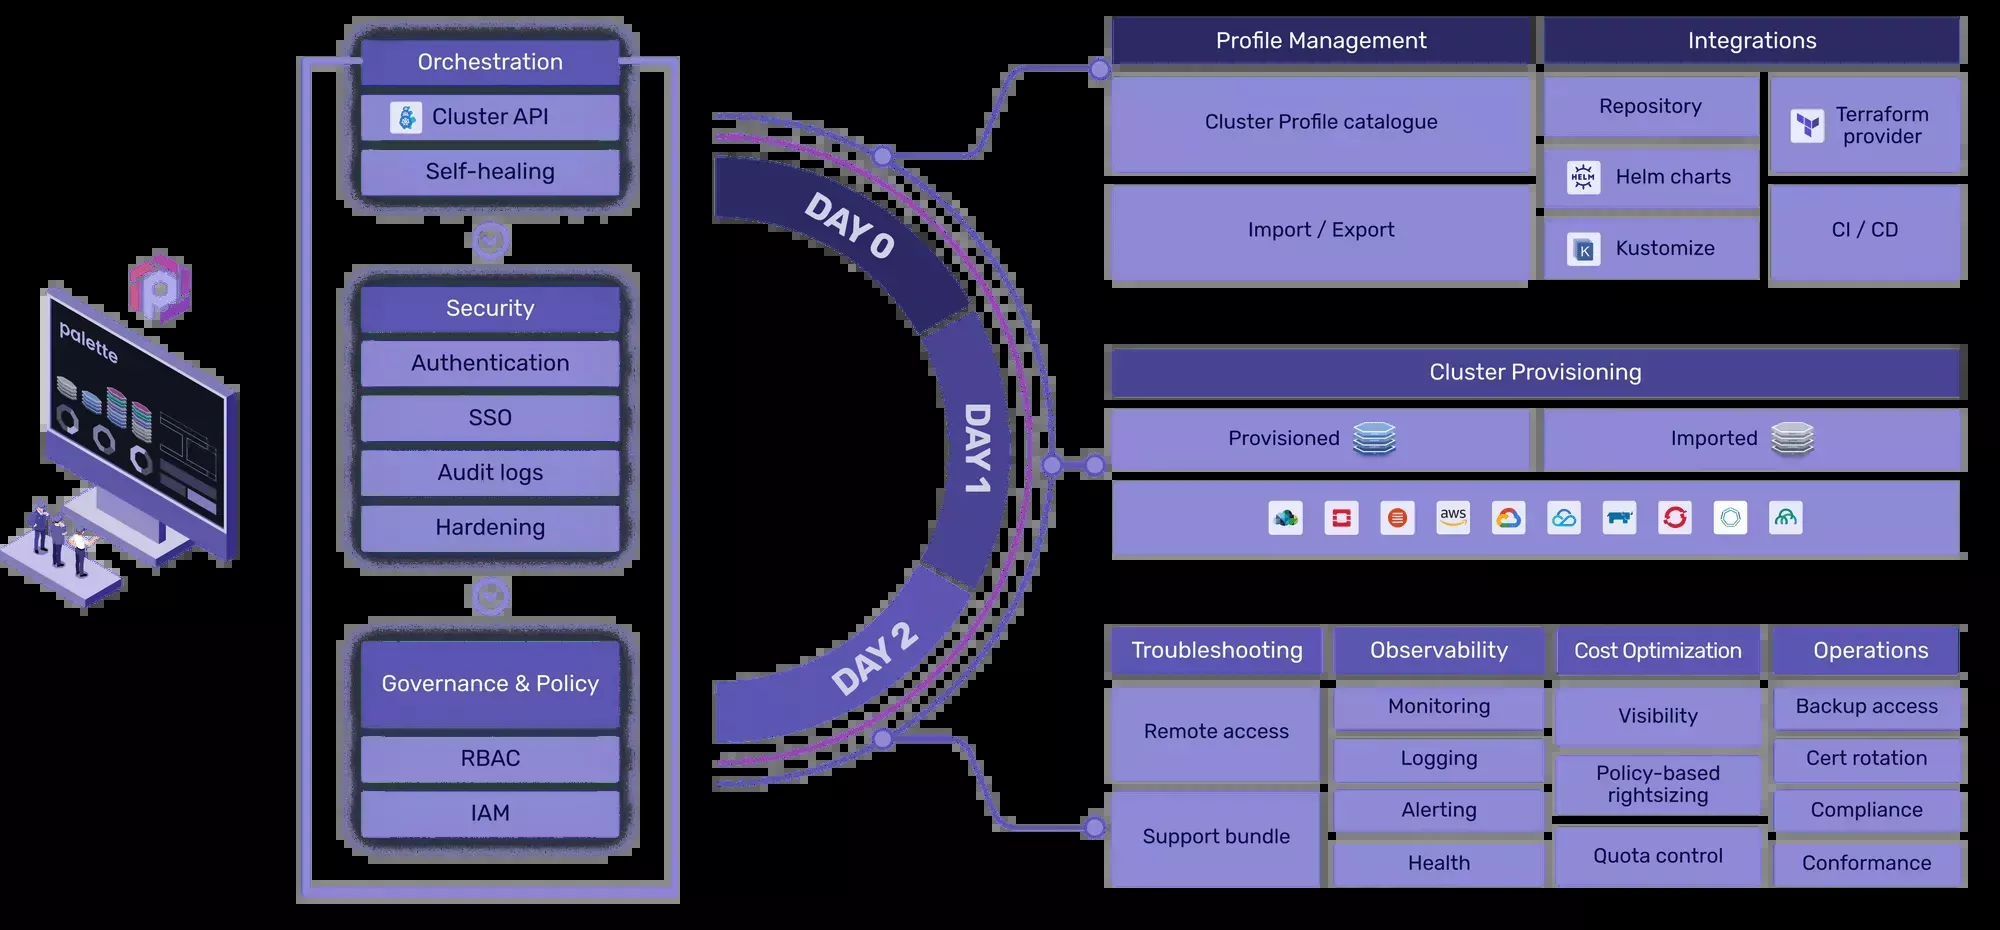 palette
Orchestration
Cluster API
Self-healing
Security
Authentication
SSO
Audit logs
Hardening
Governance & Policy
RBAC
IAM
DAY 0
DAY 1
DAY 2
Profile Management
Cluster Profile catalogue
Import / Export
Integrations
Repository
HELM
Helm charts
K
Kustomize
Terraform
provider
CI / CD
Cluster Provisioning
Provisioned
Imported
aws
Troubleshooting
Remote access
Support bundle
Observability
Monitoring
Logging
Alerting
Health
Cost Optimization
Visibility
Policy-based
rightsizing
Quota control
Operations
Backup access
Cert rotation
Compliance
Conformance